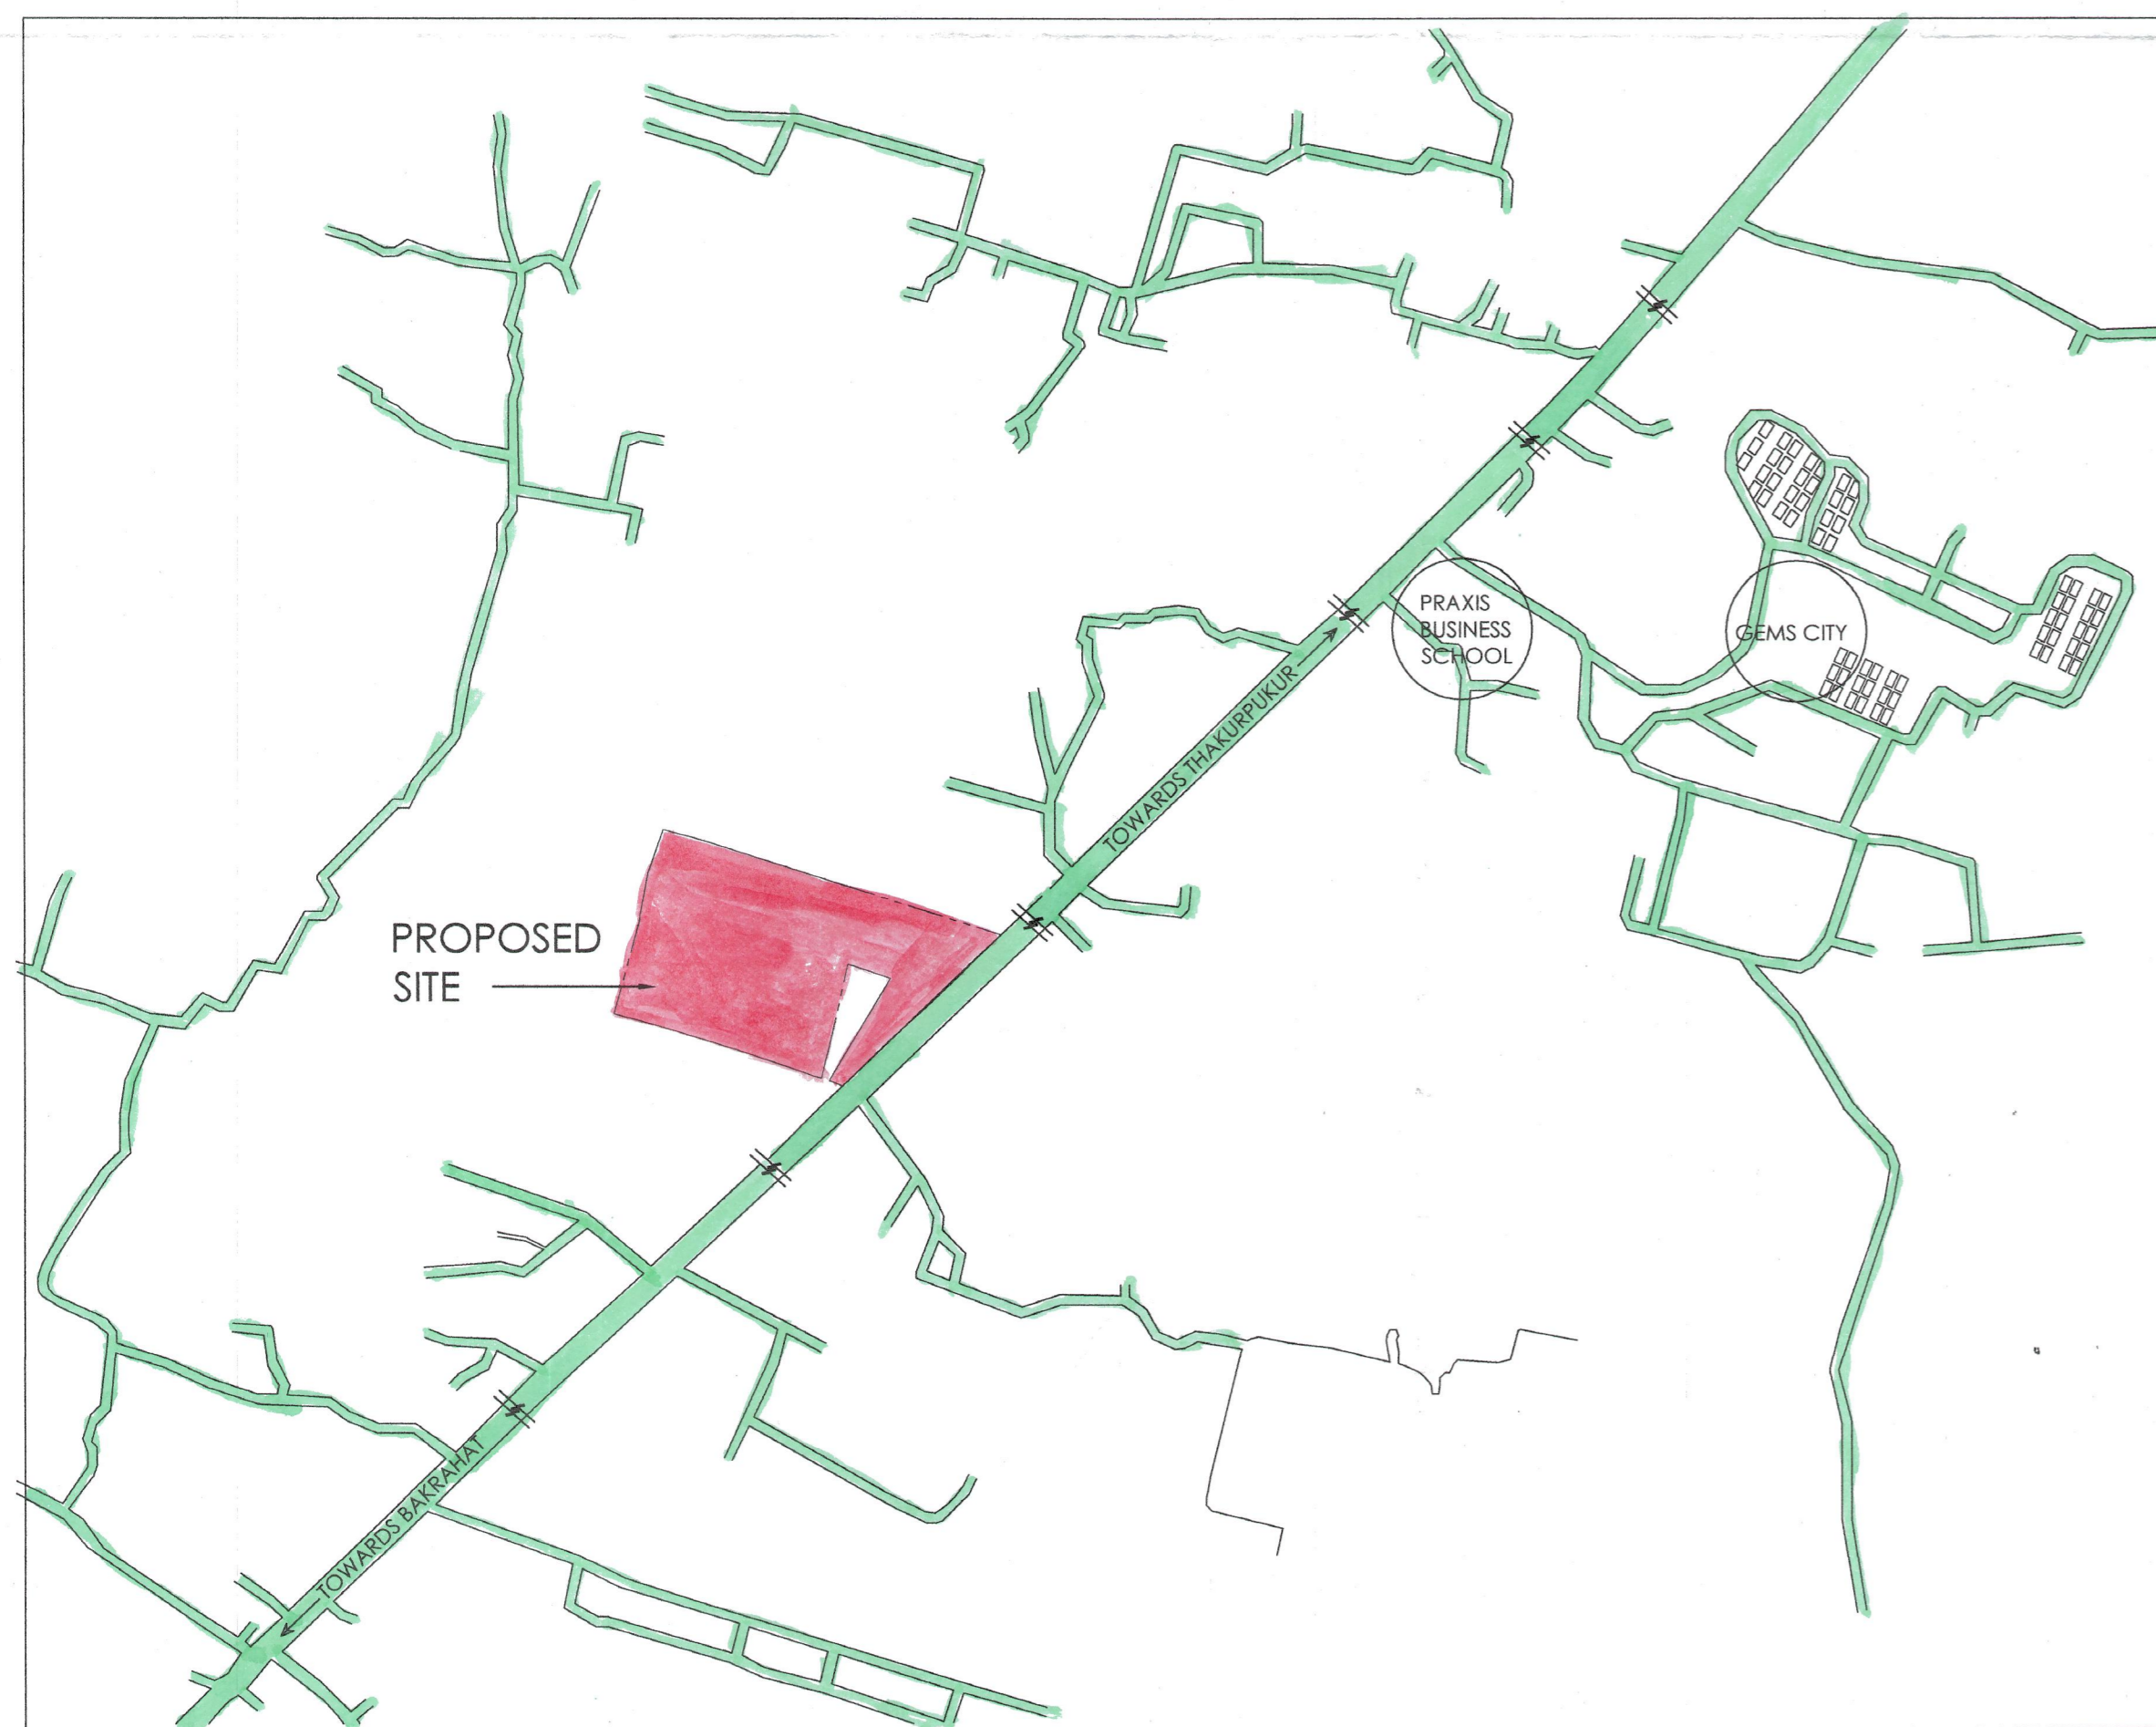 PRAXIS
BUSINESS
SCHOOL
GEMS CITY
TOWARDS THAKURPUKUR
PROPOSED
SITE
TOWARDS BAKRAHAT